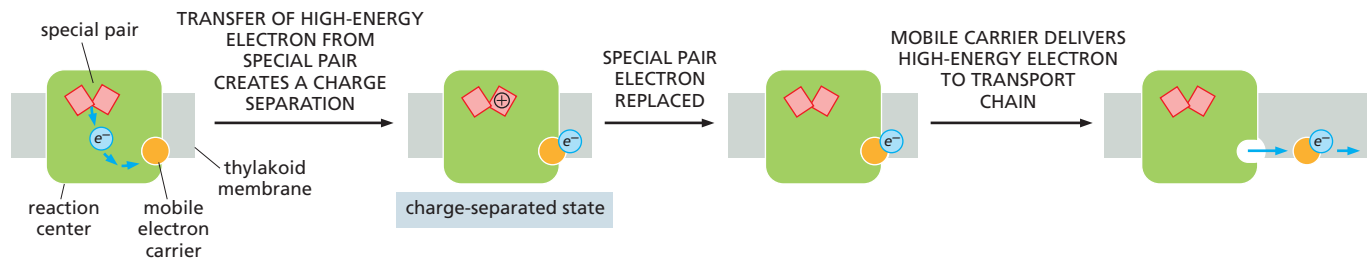 special pair
TRANSFER OF HIGH-ENERGY
ELECTRON FROM
SPECIAL PAIR
CREATES A CHARGE
SEPARATION
SPECIAL PAIR
ELECTRON
REPLACED
MOBILE CARRIER DELIVERS
HIGH-ENERGY ELECTRON
TO TRANSPORT
CHAIN
e–
+
e–
e–
e–
thylakoid
membrane
reaction
center
mobile
electron
carrier
charge-separated state